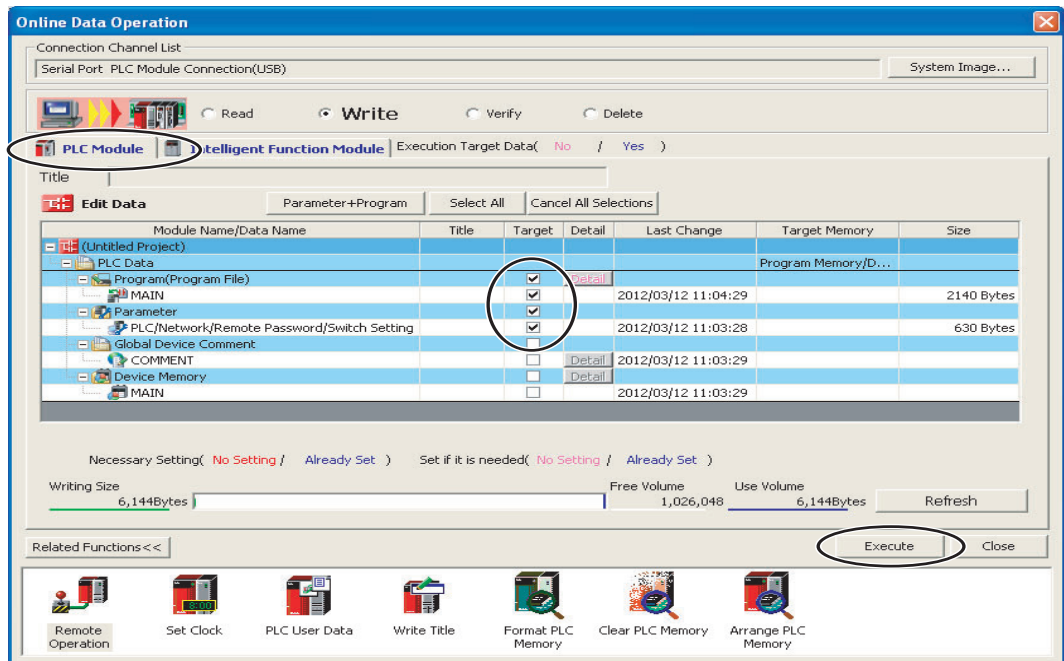 Online Data Operation
Connection Channel List
Serial Port PLC Module Connection(USB)
System Image...
Read Write Verify Delete
PLC Module Intelligent Function Module Execution Target Data( No / Yes )
Title
Edit Data Parameter+Program Select All Cancel All Selections
Module Name/Data Name Title Target Detail Last Change Target Memory Size
(Untitled Project)
PLC Data Program Memory/D...
Program(Program File) Detail
MAIN 2012/03/12 11:04:29 2140 Bytes
Parameter
PLC/Network/Remote Password/Switch Setting 2012/03/12 11:03:28 630 Bytes
Global Device Comment
COMMENT Detail 2012/03/12 11:03:29
Device Memory Detail
MAIN 2012/03/12 11:03:29
Necessary Setting( No Setting / Already Set ) Set if it is needed( No Setting / Already Set )
Writing Size Free Volume Use Volume
6,144Bytes 1,026,048 6,144Bytes Refresh
Related Functions<< Execute Close
8:00
Remote Operation Set Clock PLC User Data Write Title Format PLC Memory Clear PLC Memory Arrange PLC Memory